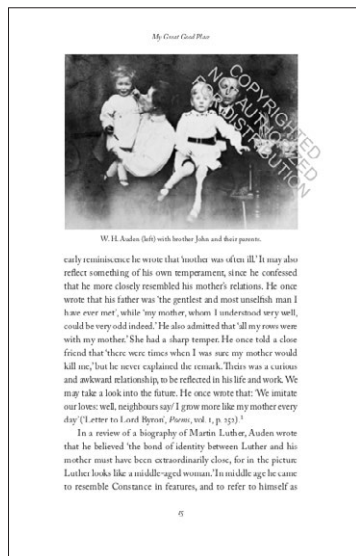 My Great Good Place
COPYRIGHTED
NOT AUTHORIZED
FOR DISTRIBUTION
W. H. Auden (left) with brother John and their parents.
early reminiscence he wrote that ‘mother was often ill.’ It may also
reflect something of his own temperament, since he confessed
that he more closely resembled his mother’s relations. He once
wrote that his father was ‘the gentlest and most unselfish man I
have ever met’, while ‘my mother, whom I understood very well,
could be very odd indeed.’ He also admitted that ‘all my rows were
with my mother.’ She had a sharp temper. He once told a close
friend that ‘there were times when I was sure my mother would
kill me,’ but he never explained the remark. Theirs was a curious
and awkward relationship, to be reflected in his life and work. We
may take a look into the future. He once wrote that: ‘We imitate
our loves: well, neighbours say/ I grow more like my mother every
day’ (‘Letter to Lord Byron’, Poems, vol. 1, p. 252).
In a review of a biography of Martin Luther, Auden wrote
that he believed ‘the bond of identity between Luther and his
mother must have been extraordinarily close, for in the picture
Luther looks like a middle-aged woman.’ In middle age he came
to resemble Constance in features, and to refer to himself as
15